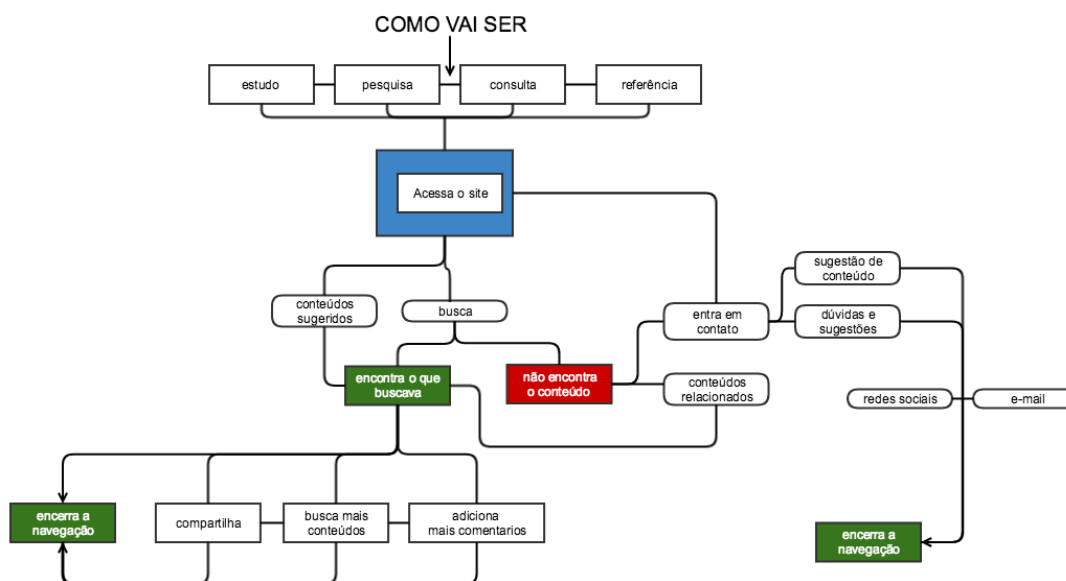 COMO VAI SER
estudo
pesquisa
consulta
referência
Acessa o site
conteúdos
sugeridos
busca
entra em
contato
sugestão de
conteúdo
dúvidas e
sugestões
encontra o que
buscava
não encontra
o conteúdo
conteúdos
relacionados
redes sociais
e-mail
encerra a
navegação
compartilha
busca mais
conteúdos
adiciona
mais comentarios
encerra a
navegação